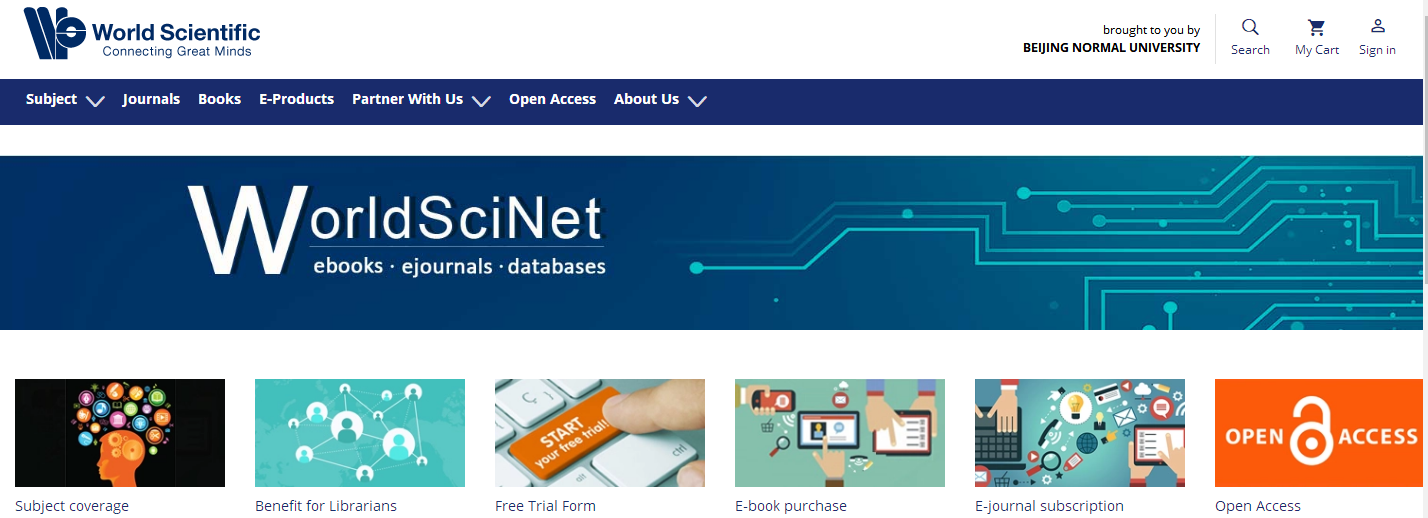 World Scientific
Connecting Great Minds
brought to you by
BEIJING NORMAL UNIVERSITY
Search
My Cart
Sign in
Subject
Journals
Books
E-Products
Partner With Us
Open Access
About Us
WorldSciNet
ebooks · ejournals · databases
START
your free trial!
ctrl
OPEN ACCESS
Subject coverage
Benefit for Librarians
Free Trial Form
E-book purchase
E-journal subscription
Open Access